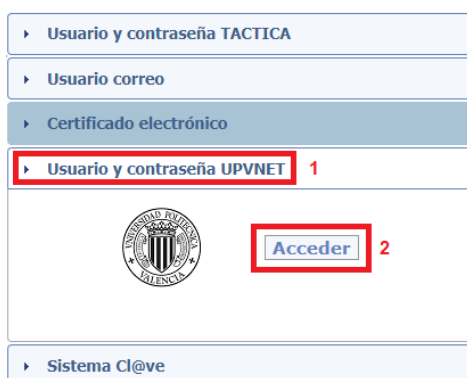 Usuario y contraseña TACTICA
Usuario correo
Certificado electrónico
Usuario y contraseña UPVNET 1
UNIVERSIDAD POLITECNICA
VALENCIA
Acceder 2
Sistema Cl@ve